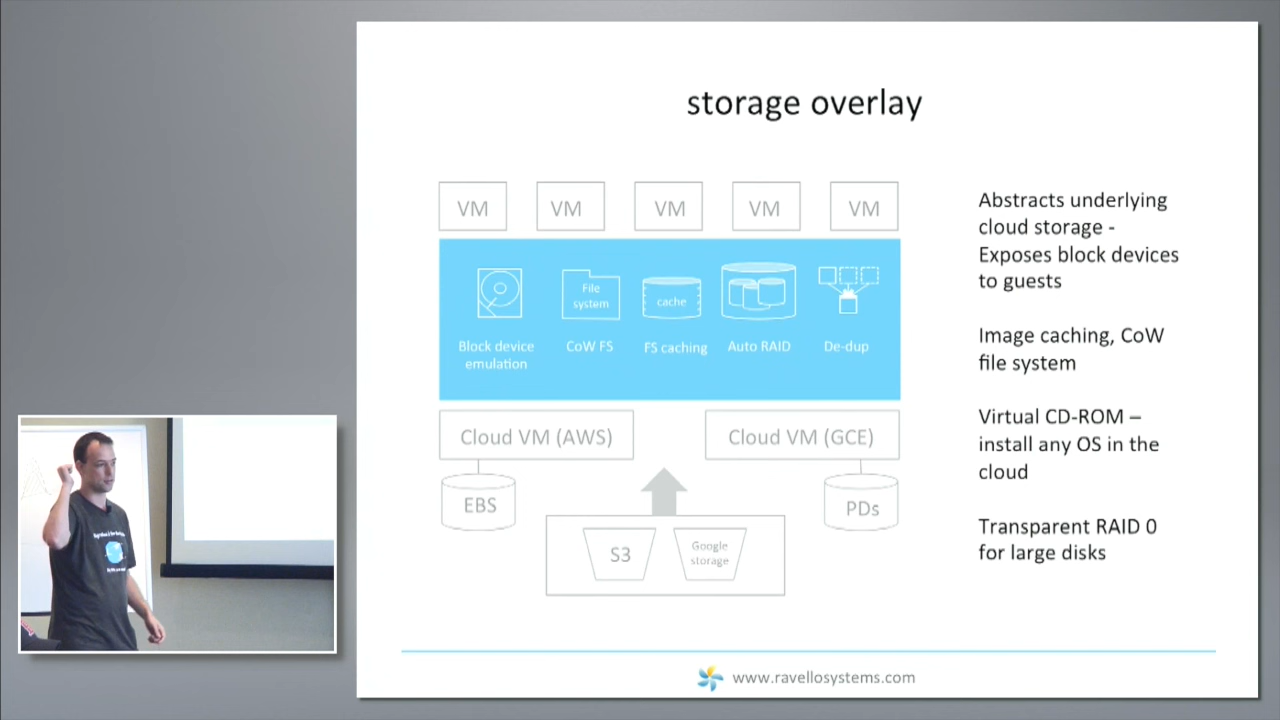 storage overlay
VM VM VM VM VM
File
system
cache
Block device
emulation
CoW FS
FS caching
Auto RAID
De-dup
Cloud VM (AWS)
Cloud VM (GCE)
EBS
PDs
S3
Google
storage
Abstracts underlying
cloud storage -
Exposes block devices
to guests
Image caching, CoW
file system
Virtual CD-ROM –
install any OS in the
cloud
Transparent RAID 0
for large disks
www.ravellosystems.com